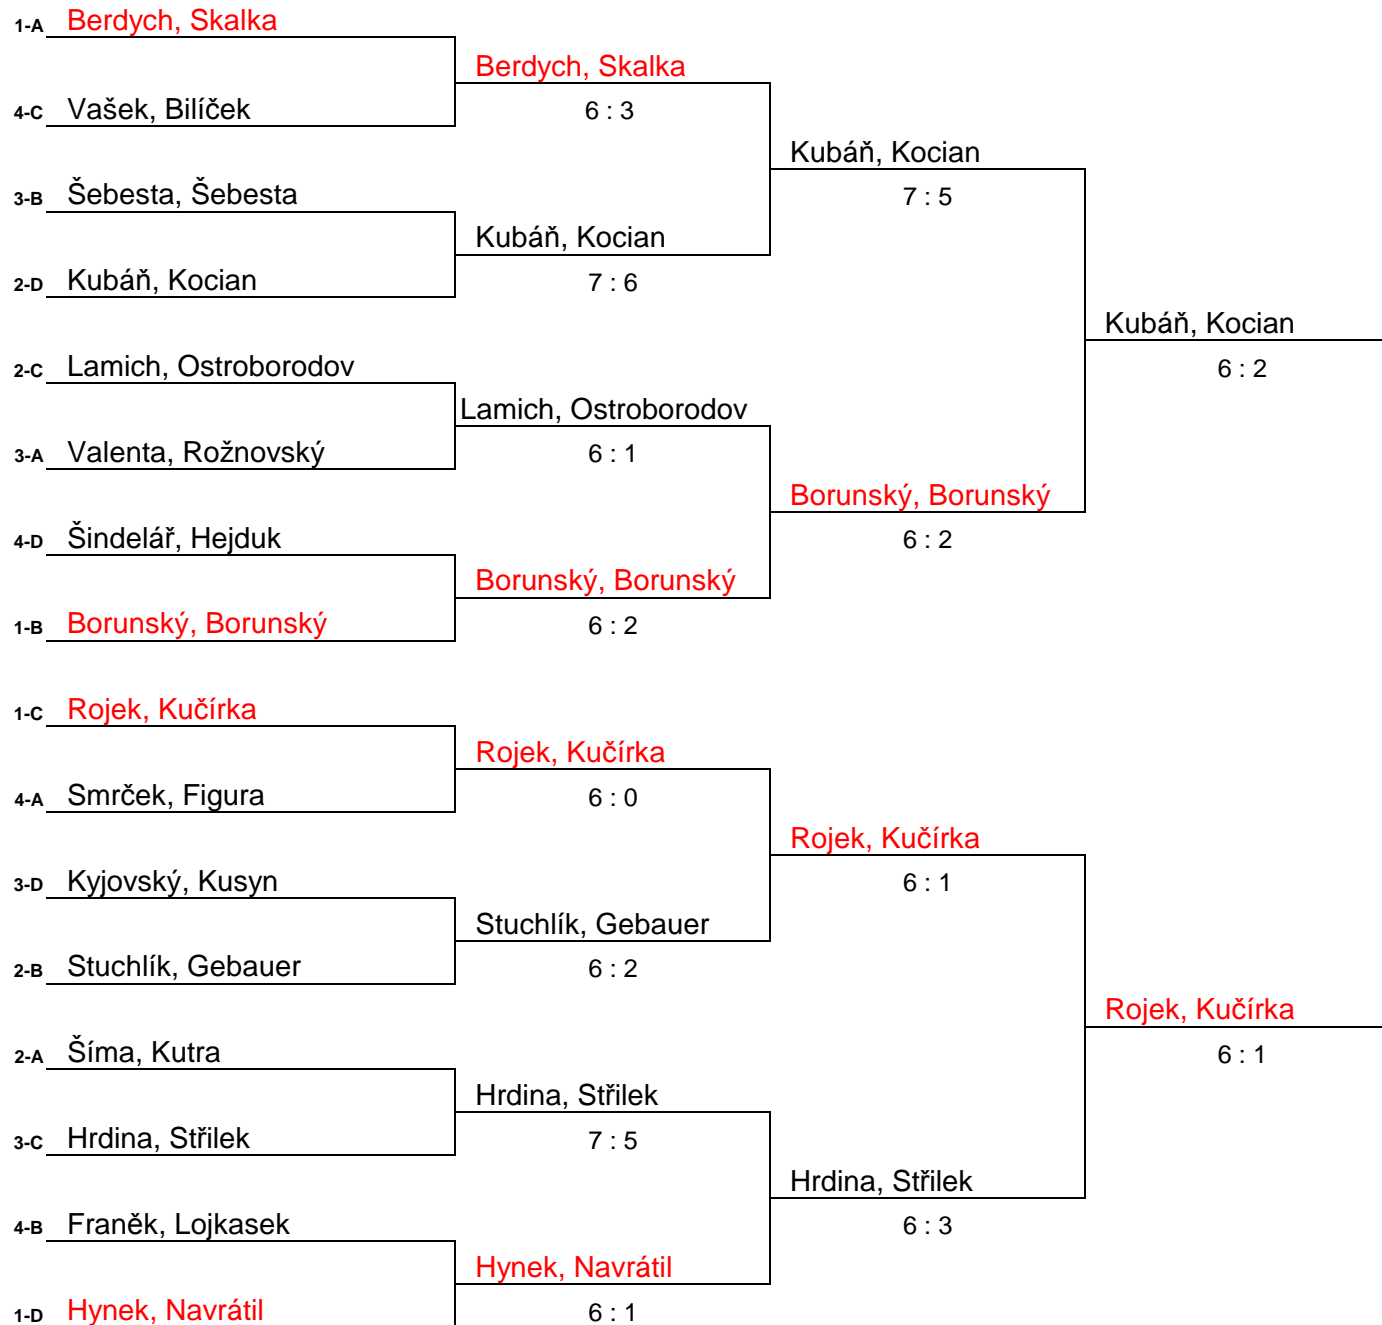 1-A Berdych, Skalka
Berdych, Skalka
4-C Vašek, Bilíček
6 : 3
Kubáň, Kocian
3-B Šebesta, Šebesta
7 : 5
Kubáň, Kocian
2-D Kubáň, Kocian
7 : 6
Kubáň, Kocian
2-C Lamich, Ostroborodov
6 : 2
Lamich, Ostroborodov
3-A Valenta, Rožnovský
6 : 1
Borunský, Borunský
4-D Šindelář, Hejduk
6 : 2
Borunský, Borunský
1-B Borunský, Borunský
6 : 2
1-C Rojek, Kučírka
Rojek, Kučírka
4-A Smrček, Figura
6 : 0
Rojek, Kučírka
3-D Kyjovský, Kusyn
6 : 1
Stuchlík, Gebauer
2-B Stuchlík, Gebauer
6 : 2
Rojek, Kučírka
2-A Šíma, Kutra
6 : 1
Hrdina, Střilek
3-C Hrdina, Střilek
7 : 5
Hrdina, Střilek
4-B Franěk, Lojkasek
6 : 3
Hynek, Navrátil
1-D Hynek, Navrátil
6 : 1